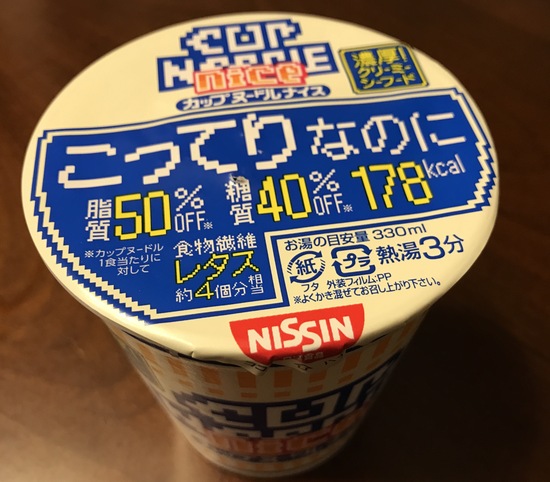 CUP
NOODLE
nice
カップヌードルナイス
濃厚!
クリーミー
シーフード
こってりなのに
脂質50%OFF※ 糖質40%OFF※ 178kcal
※カップヌードル
1食当たりに
対して
食物繊維
レタス
約4個分相当
お湯の目安量 330ml
紙 プラ 熱湯3分
フタ 外装フィルム:PP
※よくかき混ぜてお召し上がり下さい。
NISSIN
CUP
NOODLE
nice